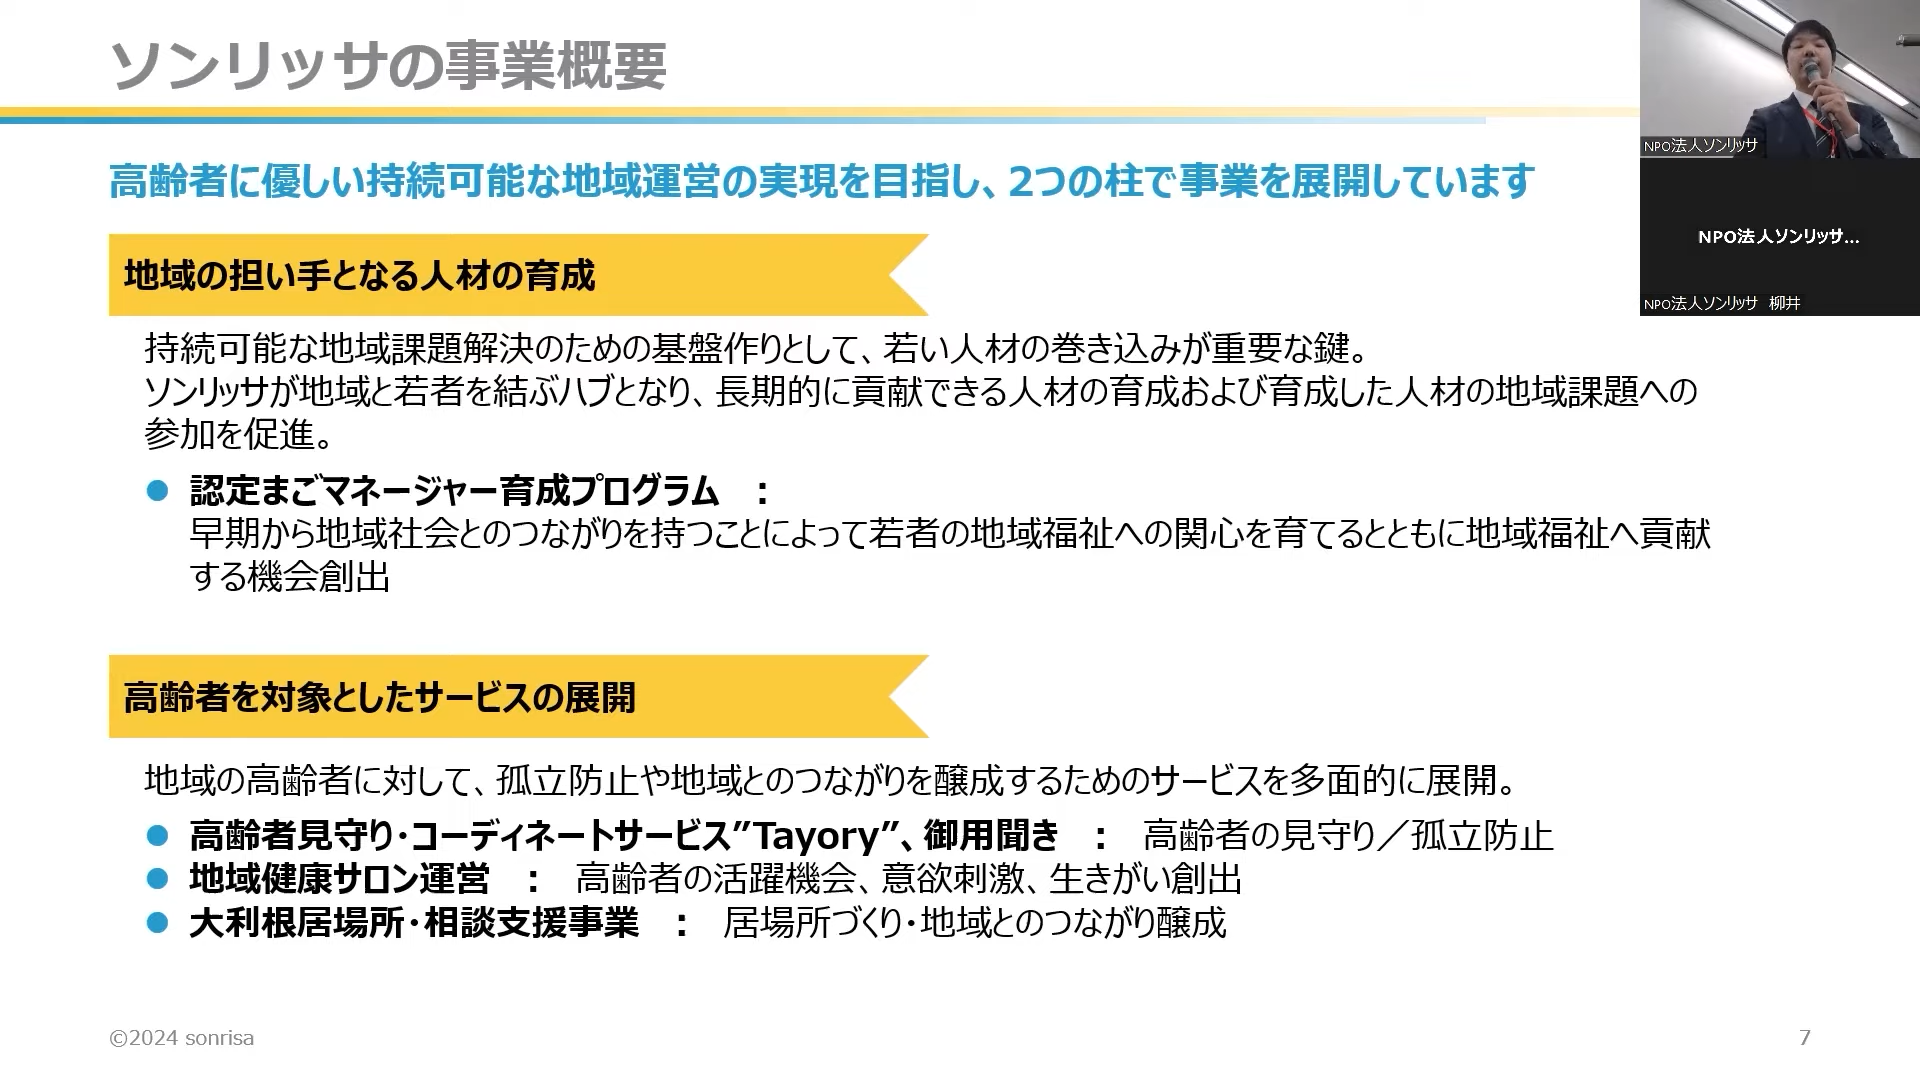 ソンリッサの事業概要
高齢者に優しい持続可能な地域運営の実現を目指し、2つの柱で事業を展開しています
地域の担い手となる人材の育成
持続可能な地域課題解決のための基盤作りとして、若い人材の巻き込みが重要な鍵。
ソンリッサが地域と若者を結ぶハブとなり、長期的に貢献できる人材の育成および育成した人材の地域課題への
参加を促進。
● 認定まごマネージャー育成プログラム ：
早期から地域社会とのつながりを持つことによって若者の地域福祉への関心を育てるとともに地域福祉へ貢献
する機会創出
高齢者を対象としたサービスの展開
地域の高齢者に対して、孤立防止や地域とのつながりを醸成するためのサービスを多面的に展開。
● 高齢者見守り・コーディネートサービス”Tayory”、御用聞き ： 高齢者の見守り／孤立防止
● 地域健康サロン運営 ： 高齢者の活躍機会、意欲刺激、生きがい創出
● 大利根居場所・相談支援事業 ： 居場所づくり・地域とのつながり醸成
©2024 sonrisa
7
NPO法人ソンリッサ
NPO法人ソンリッサ...
NPO法人ソンリッサ 柳井